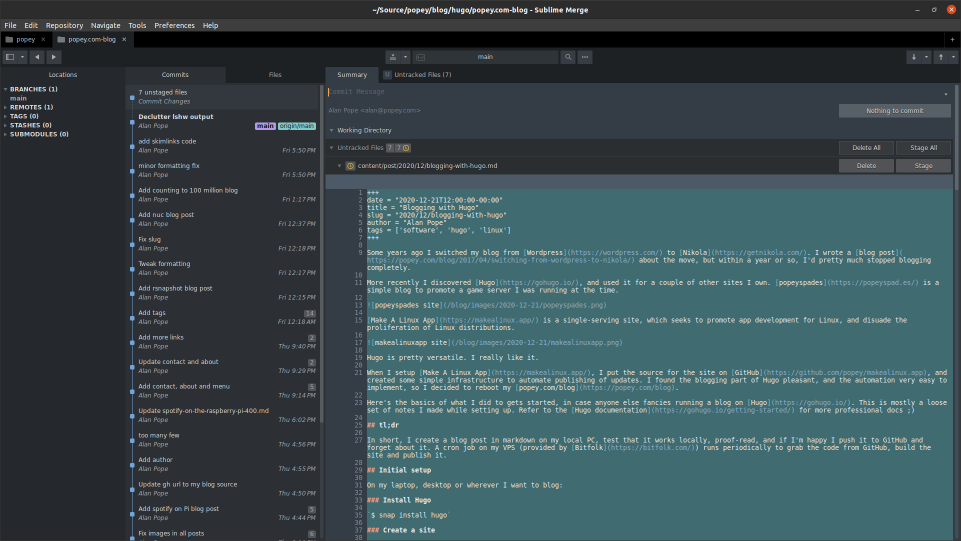 ~/Source/popey/blog/hugo/popey.com-blog - Sublime Merge
File Edit Repository Navigate Tools Preferences Help
popey
popey.com-blog
main
Locations
Commits
Files
Summary
Untracked Files (7)
BRANCHES (1)
main
REMOTES (1)
TAGS (0)
STASHES (0)
SUBMODULES (0)
7 unstaged files
Commit Changes
Declutter lshw output
Alan Pope
main origin/main
add skimlinks code
Alan Pope Fri 5:50 PM
minor formatting fix
Alan Pope Fri 5:50 PM
Add counting to 100 million blog
Alan Pope Fri 1:17 PM
Add nuc blog post
Alan Pope Fri 12:37 PM
Fix slug
Alan Pope Fri 12:18 PM
Tweak formatting
Alan Pope Fri 12:17 PM
Add rsnapshot blog post
Alan Pope Fri 12:15 PM
Add tags 14
Alan Pope Fri 12:18 AM
Add more links 2
Alan Pope Thu 9:40 PM
Update contact and about 2
Alan Pope Thu 9:29 PM
Add contact, about and menu 5
Alan Pope Thu 9:14 PM
Update spotify-on-the-raspberry-pi-400.md
Alan Pope Thu 6:02 PM
too many few
Alan Pope Thu 4:56 PM
Add author
Alan Pope Thu 4:55 PM
Update gh url to my blog source
Alan Pope Thu 4:50 PM
Add spotify on Pi blog post 5
Alan Pope Thu 4:44 PM
Fix images in all posts 6
Commit Message
Alan Pope <alan@popey.com>
Nothing to commit
Working Directory
Untracked Files 7 7
Delete All
Stage All
content/post/2020/12/blogging-with-hugo.md
Delete
Stage
1 +++
2 date = "2020-12-21T12:00:00-00:00"
3 title = "Blogging with Hugo"
4 slug = "2020/12/blogging-with-hugo"
5 author = "Alan Pope"
6 tags = ['software', 'hugo', 'linux']
7 +++
8
9 Some years ago I switched my blog from [Wordpress](https://wordpress.com/) to [Nikola](https://getnikola.com/). I wrote a [blog post](
https://popey.com/blog/2017/04/switching-from-wordpress-to-nikola/) about the move, but within a year or so, I'd pretty much stopped blogging
completely.
10
11 More recently I discovered [Hugo](https://gohugo.io/), and used it for a couple of other sites I own. [popeyspades](https://popeyspad.es/) is a
simple blog to promote a game server I was running at the time.
12
13 ![popeyspades site](/blog/images/2020-12-21/popeyspades.png)
14
15 [Make A Linux App](https://makealinux.app/) is a single-serving site, which seeks to promote app development for Linux, and disuade the
proliferation of Linux distributions.
16
17 ![makealinuxapp site](/blog/images/2020-12-21/makealinuxapp.png)
18
19 Hugo is pretty versatile. I really like it.
20
21 When I setup [Make A Linux App](https://makealinux.app/), I put the source for the site on [GitHub](https://github.com/popey/makealinux.app), and
created some simple infrastructure to automate publishing of updates. I found the blogging part of Hugo pleasant, and the automation very easy to
implement, so I decided to reboot my [popey.com/blog](https://popey.com/blog).
22
23 Here's the basics of what I did to gets started, in case anyone else fancies running a blog on [Hugo](https://gohugo.io/). This is mostly a loose
set of notes I made while setting up. Refer to the [Hugo documentation](https://gohugo.io/getting-started/) for more professional docs ;)
24
25 ## tl;dr
26
27 In short, I create a blog post in markdown on my local PC, test that it works locally, proof-read, and if I'm happy I push it to GitHub and
forget about it. A cron job on my VPS (provided by [Bitfolk](https://bitfolk.com/)) runs periodically to grab the code from GitHub, build the
site and publish it.
28
29 ## Initial setup
30
31 On my laptop, desktop or wherever I want to blog:
32
33 ### Install Hugo
34
35 `$ snap install hugo`
36
37 ### Create a site
38